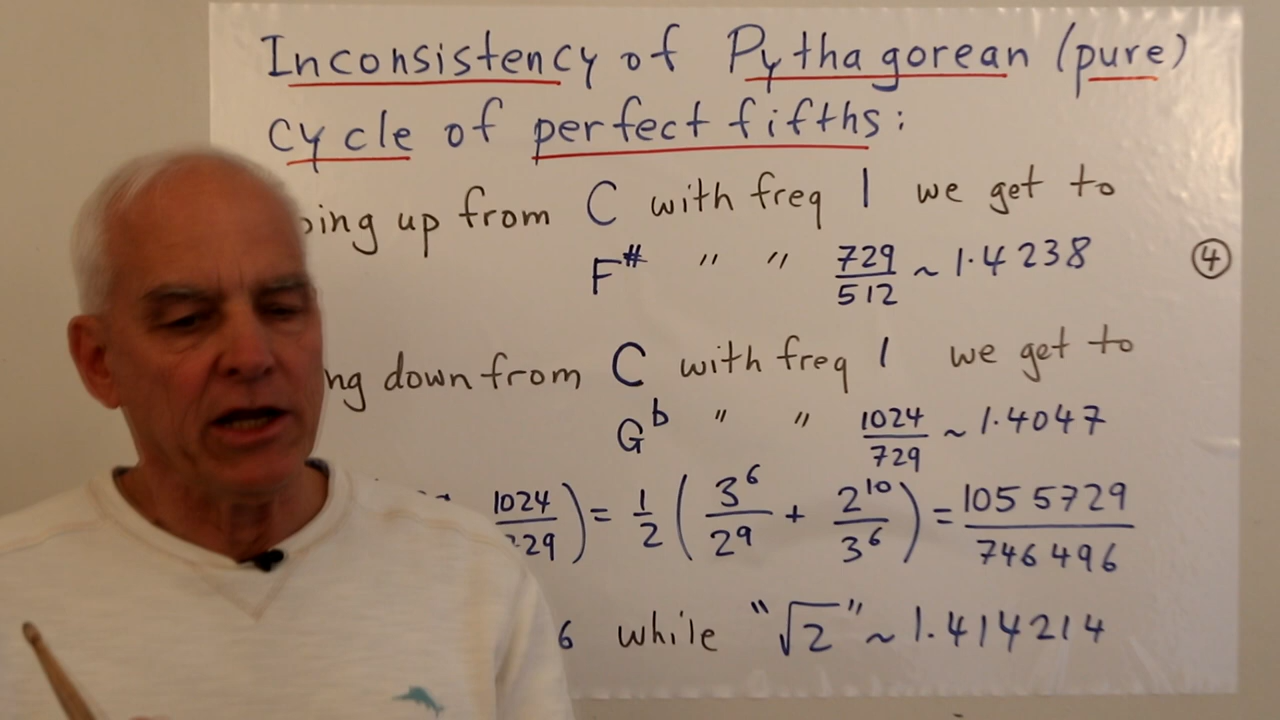 Inconsistency of Pythagorean (pure)
cycle of perfect fifths:
up from C with freq 1 we get to
F# " " 729/512 ~ 1.4238
④
down from C with freq 1 we get to
Gb " " 1024/729 ~ 1.4047
1024/729) = 1/2 (3^6/2^9 + 2^10/3^6) = 1055729/746496
6 while "√2" ~ 1.414214